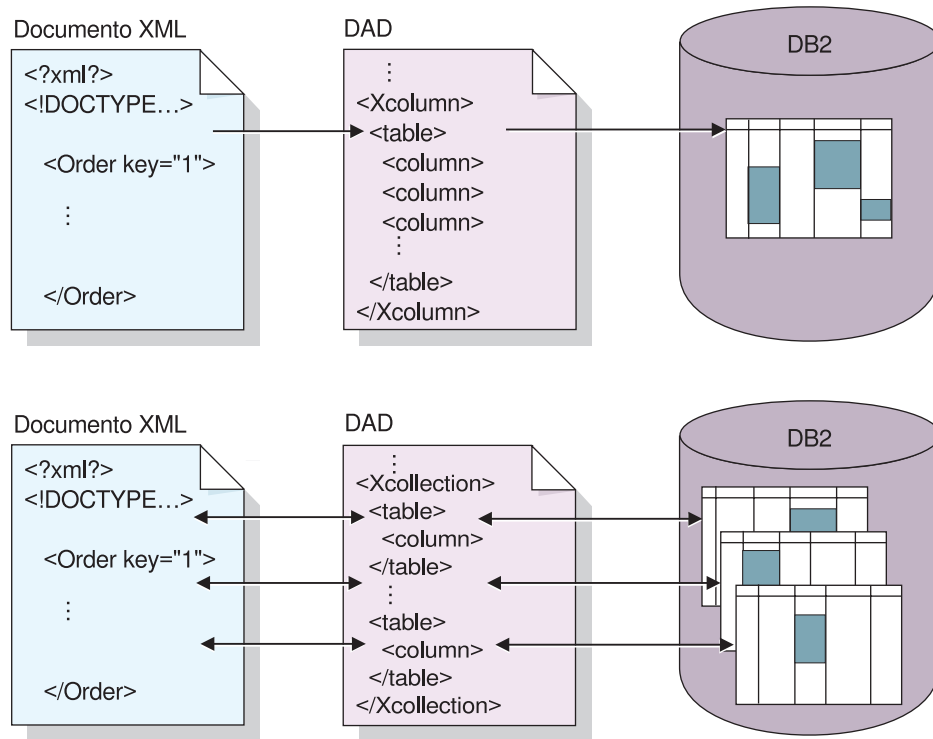 Documento XML
<?xml?>
<!DOCTYPE...>
<Order key="1">
⋮
</Order>
DAD
⋮
<Xcolumn>
<table>
<column>
<column>
<column>
⋮
</table>
</Xcolumn>
DB2
Documento XML
<?xml?>
<!DOCTYPE...>
<Order key="1">
⋮
</Order>
DAD
⋮
<Xcollection>
<table>
<column>
</table>
⋮
<table>
<column>
</table>
</Xcollection>
DB2